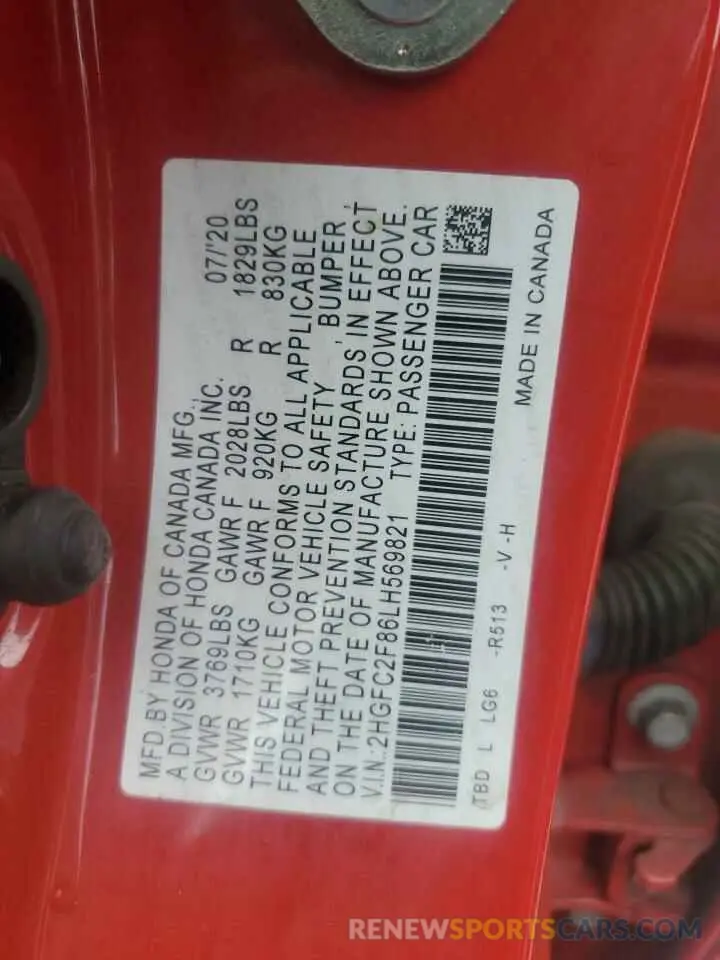 MFD.BY HONDA OF CANADA MFG.,
A DIVISION OF HONDA CANADA INC. 07/'20
GVWR 3769LBS GAWR F 2028LBS R 1829LBS
GVWR 1710KG GAWR F 920KG R 830KG
THIS VEHICLE CONFORMS TO ALL APPLICABLE
FEDERAL MOTOR VEHICLE SAFETY, BUMPER,
AND THEFT PREVENTION STANDARDS IN EFFECT
ON THE DATE OF MANUFACTURE SHOWN ABOVE.
V.I.N.:2HGFC2F86LH569821 TYPE: PASSENGER CAR
TBD L LG6 -R513 -V-H MADE IN CANADA
RENEWSPORTSCARS.COM